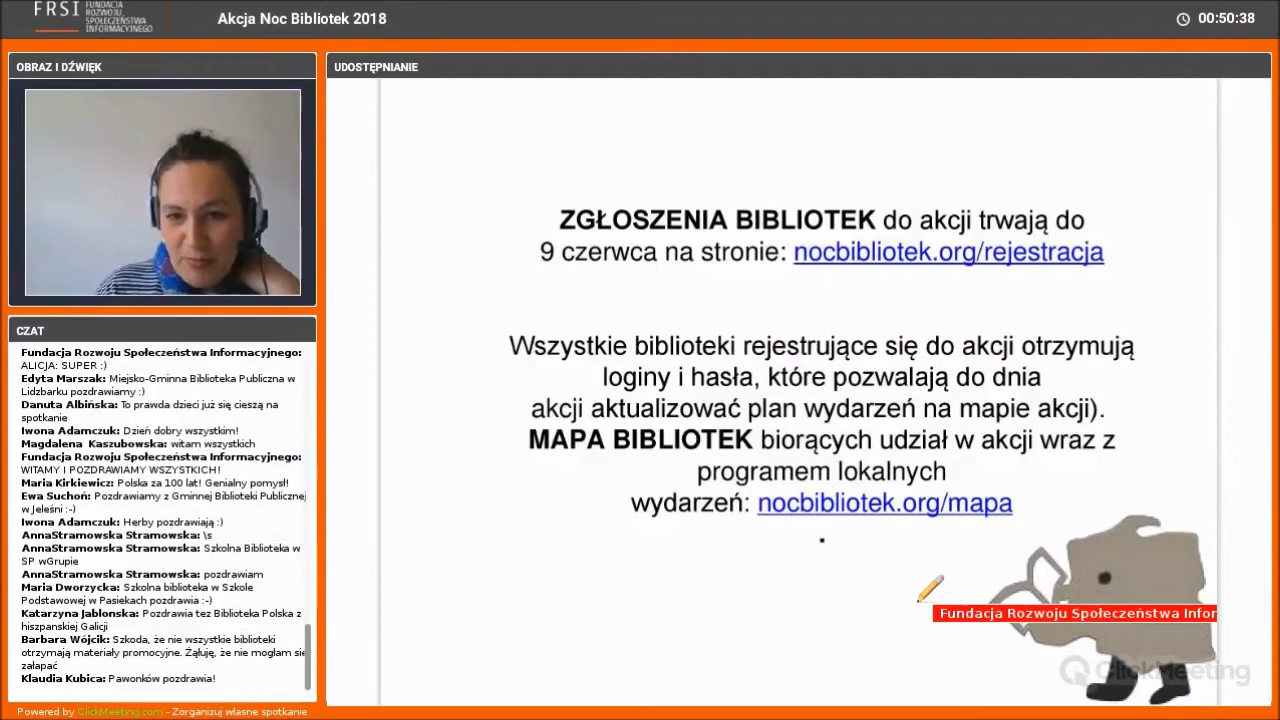 FRSI
FUNDACJA
ROZWOJU
SPOŁECZEŃSTWA
INFORMACYJNEGO
Akcja Noc Bibliotek 2018
00:50:38
OBRAZ I DŹWIĘK
UDOSTĘPNIANIE
ZGŁOSZENIA BIBLIOTEK do akcji trwają do
9 czerwca na stronie: nocbibliotek.org/rejestracja
Wszystkie biblioteki rejestrujące się do akcji otrzymują
loginy i hasła, które pozwalają do dnia
akcji aktualizować plan wydarzeń na mapie akcji).
MAPA BIBLIOTEK biorących udział w akcji wraz z
programem lokalnych
wydarzeń: nocbibliotek.org/mapa
.
Fundacja Rozwoju Społeczeństwa Infor
ClickMeeting
CZAT
Fundacja Rozwoju Społeczeństwa Informacyjnego:
ALICJA: SUPER :)
Edyta Marszak: Miejsko-Gminna Biblioteka Publiczna w
Lidzbarku pozdrawiamy :)
Danuta Albińska: To prawda dzieci już się cieszą na
spotkanie
Iwona Adamczuk: Dzień dobry wszystkim!
Magdalena Kaszubowska: witam wszystkich
Fundacja Rozwoju Społeczeństwa Informacyjnego:
WITAMY I POZDRAWIAMY WSZYSTKICH!
Maria Kirkiewicz: Polska za 100 lat! Genialny pomysł!
Ewa Suchoń: Pozdrawiamy z Gminnej Biblioteki Publicznej
w Jeleśni :-)
Iwona Adamczuk: Herby pozdrawiają :)
AnnaStramowska Stramowska: \s
AnnaStramowska Stramowska: Szkolna Biblioteka w
SP wGrupie
AnnaStramowska Stramowska: pozdrawiam
Maria Dworzycka: Szkolna biblioteka w Szkole
Podstawowej w Pasiekach pozdrawia :-)
Katarzyna Jablonska: Pozdrawia tez Biblioteka Polska z
hiszpanskiej Galicji
Barbara Wójcik: Szkoda, że nie wszystkie biblioteki
otrzymają materiały promocyjne. Żąłuję, że nie mogłam się
załapać
Klaudia Kubica: Pawonków pozdrawia!
Powered by ClickMeeting.com - Zorganizuj własne spotkanie